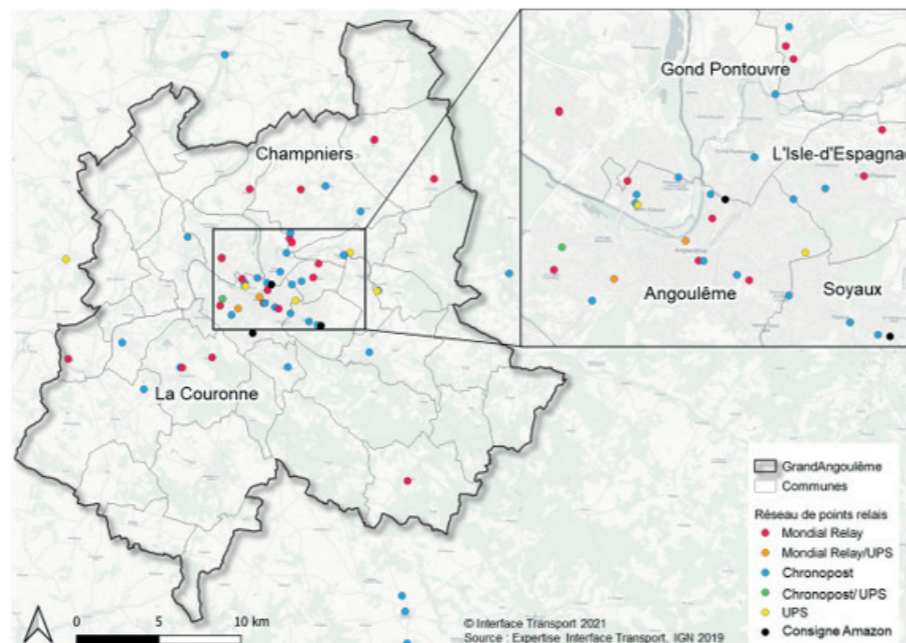 Gond Pontouvre
L'Isle-d'Espagnac
Champniers
Angoulême
Soyaux
La Couronne
GrandAngoulême
Communes
Réseau de points relais
Mondial Relay
Mondial Relay/UPS
Chronopost
Chronopost/ UPS
UPS
Consigne Amazon
0 5 10 km
© Interface Transport 2021
Source : Expertise Interface Transport, IGN 2019